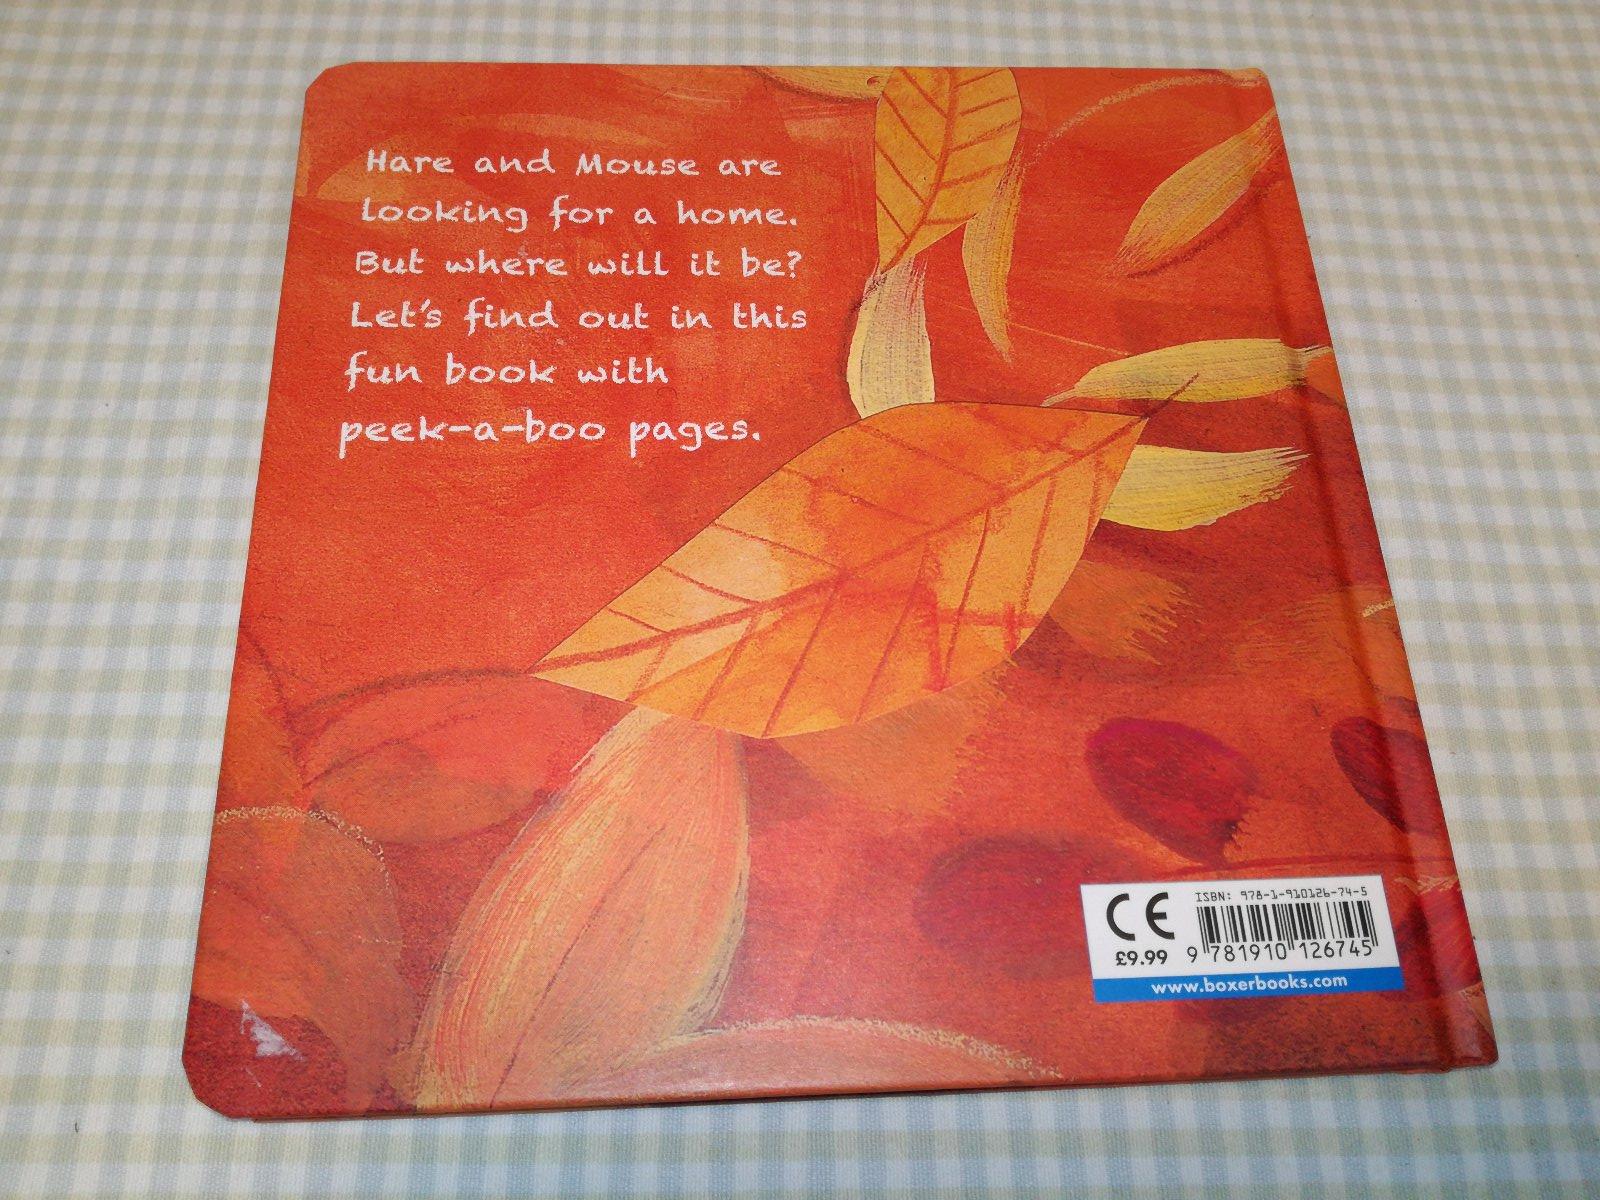 Hare and Mouse are
looking for a home.
But where will it be?
Let's find out in this
fun book with
peek-a-boo pages.
CE ISBN: 978-1-910126-74-5
£9.99 9 781910 126745
www.boxerbooks.com